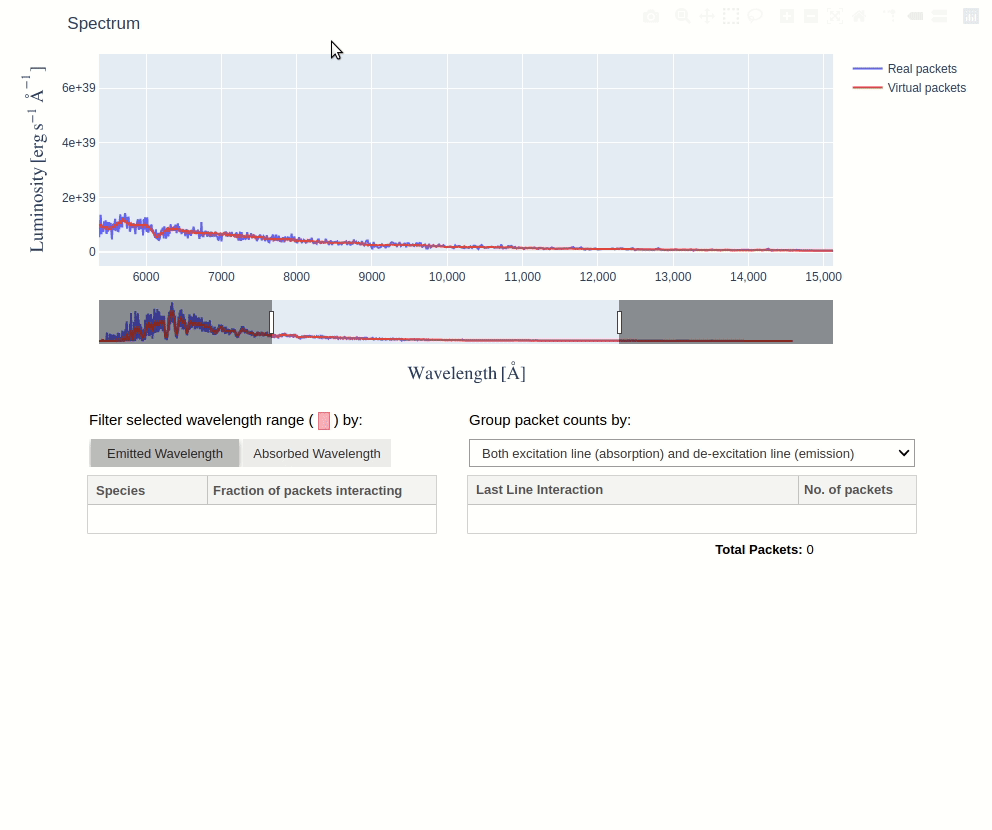 Spectrum
Luminosity [erg s⁻¹ Å⁻¹]
6e+39
4e+39
2e+39
0
Real packets
Virtual packets
6000 7000 8000 9000 10,000 11,000 12,000 13,000 14,000 15,000
Wavelength [Å]
Filter selected wavelength range ( ) by:
Emitted Wavelength Absorbed Wavelength
Species Fraction of packets interacting
Group packet counts by:
Both excitation line (absorption) and de-excitation line (emission)
Last Line Interaction No. of packets
Total Packets: 0